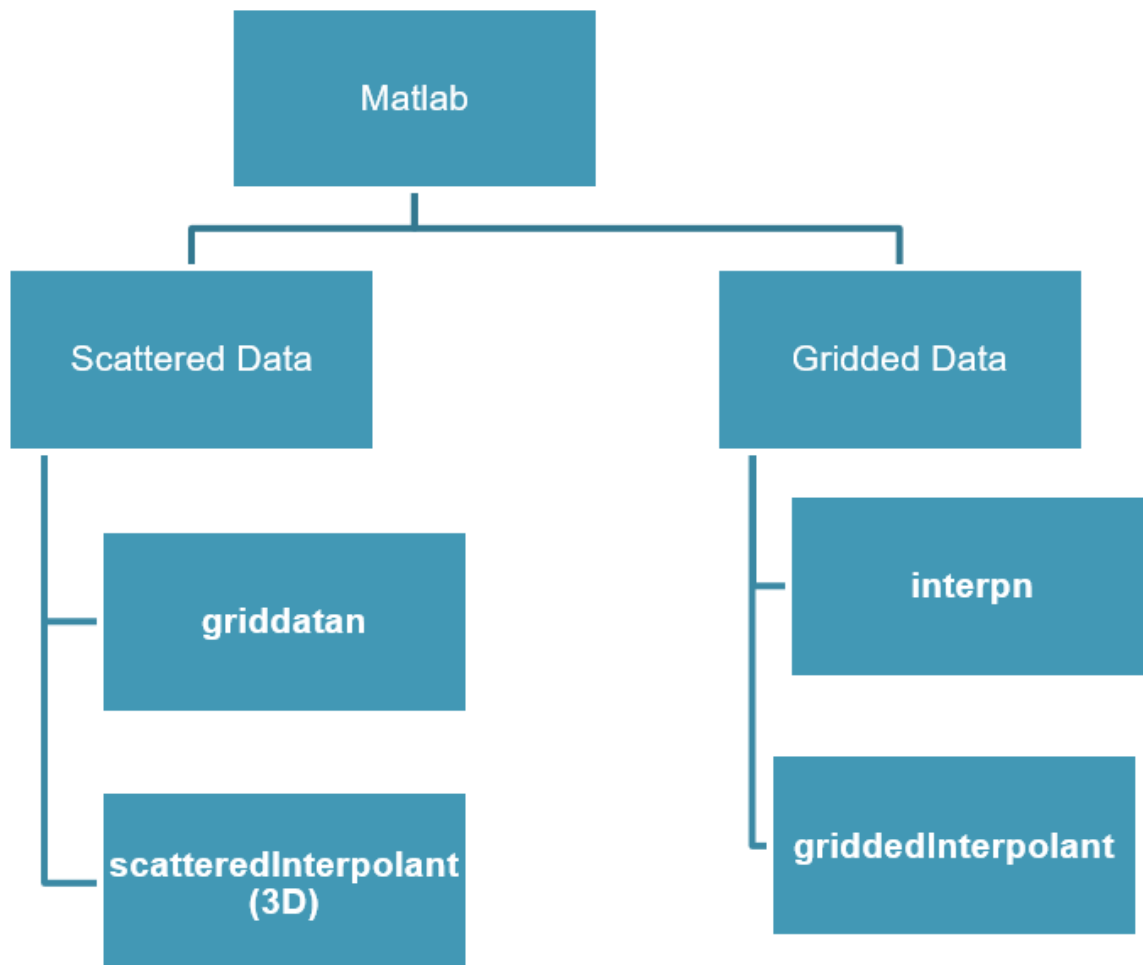 Matlab
Scattered Data
Gridded Data
griddatan
interpn
scatteredInterpolant
(3D)
griddedInterpolant